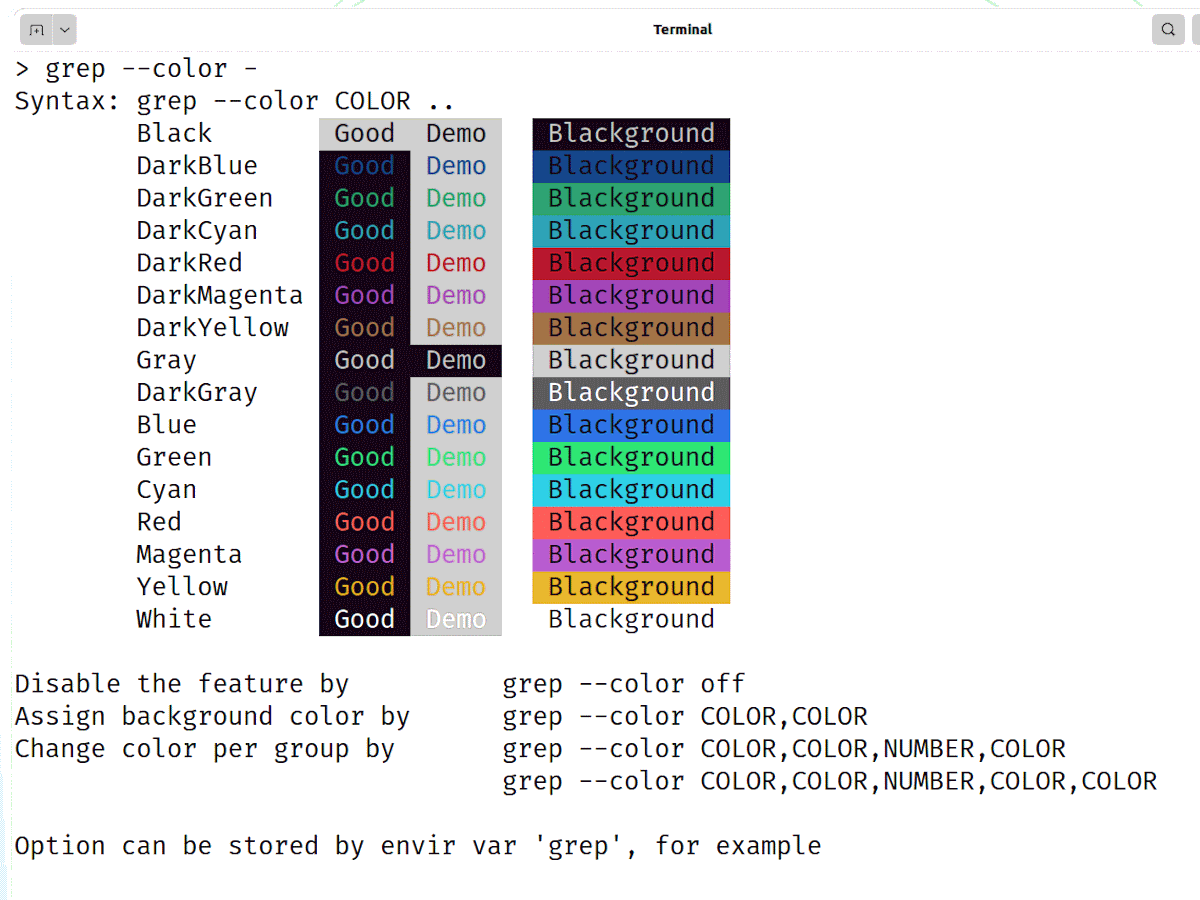 Terminal
> grep --color -
Syntax: grep --color COLOR ..
Black Good Demo Blackground
DarkBlue Good Demo Blackground
DarkGreen Good Demo Blackground
DarkCyan Good Demo Blackground
DarkRed Good Demo Blackground
DarkMagenta Good Demo Blackground
DarkYellow Good Demo Blackground
Gray Good Demo Blackground
DarkGray Good Demo Blackground
Blue Good Demo Blackground
Green Good Demo Blackground
Cyan Good Demo Blackground
Red Good Demo Blackground
Magenta Good Demo Blackground
Yellow Good Demo Blackground
White Good Demo Blackground
Disable the feature by grep --color off
Assign background color by grep --color COLOR,COLOR
Change color per group by grep --color COLOR,COLOR,NUMBER,COLOR
grep --color COLOR,COLOR,NUMBER,COLOR,COLOR
Option can be stored by envir var 'grep', for example